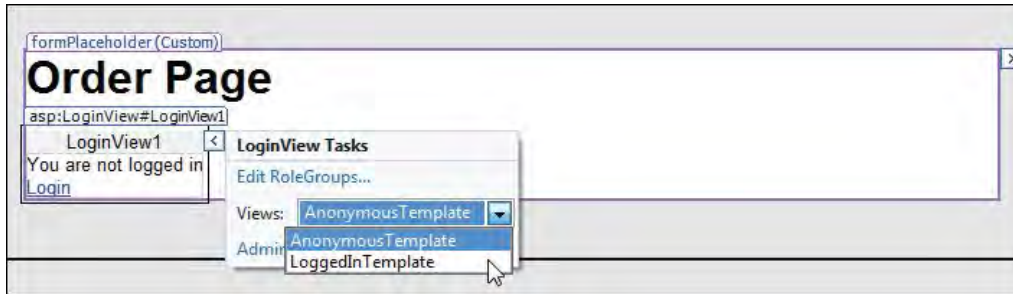 formPlaceholder (Custom)
Order Page
asp:LoginView#LoginView1
LoginView1
You are not logged in
Login
LoginView Tasks
Edit RoleGroups...
Views: AnonymousTemplate
Admin
AnonymousTemplate
LoggedInTemplate